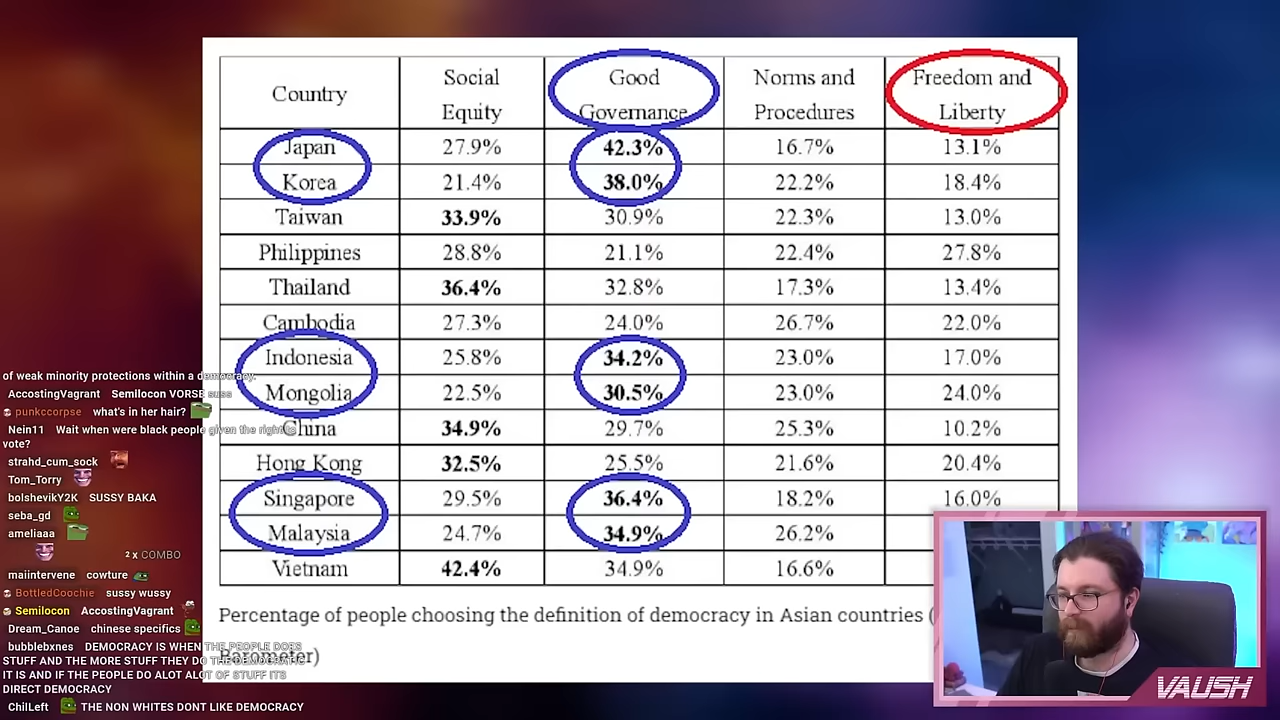 Country Social Equity Good Governance Norms and Procedures Freedom and Liberty
Japan 27.9% 42.3% 16.7% 13.1%
Korea 21.4% 38.0% 22.2% 18.4%
Taiwan 33.9% 30.9% 22.3% 13.0%
Philippines 28.8% 21.1% 22.4% 27.8%
Thailand 36.4% 32.8% 17.3% 13.4%
Cambodia 27.3% 24.0% 26.7% 22.0%
Indonesia 25.8% 34.2% 23.0% 17.0%
Mongolia 22.5% 30.5% 23.0% 24.0%
China 34.9% 29.7% 25.3% 10.2%
Hong Kong 32.5% 25.5% 21.6% 20.4%
Singapore 29.5% 36.4% 18.2% 16.0%
Malaysia 24.7% 34.9% 26.2%
Vietnam 42.4% 34.9% 16.6%
Percentage of people choosing the definition of democracy in Asian countries (
Barometer)
of weak minority protections within a democracy.
AccostingVagrant Semilocon VORSE suss
punkccorpse what's in her hair?
Nein11 Wait when were black people given the right to
vote?
strahd_cum_sock
Tom_Torry
bolshevikY2K SUSSY BAKA
seba_gd
ameliaaa
2 x COMBO
maiintervene cowture
BottledCoochie sussy wussy
Semilocon AccostingVagrant
Dream_Canoe chinese specifics
bubblebxnes DEMOCRACY IS WHEN THE PEOPLE DOES
STUFF AND THE MORE STUFF THEY DO THE DEMOCRATIC
IT IS AND IF THE PEOPLE DO ALOT ALOT OF STUFF ITS
DIRECT DEMOCRACY
ChilLeft THE NON WHITES DONT LIKE DEMOCRACY
VAUSH